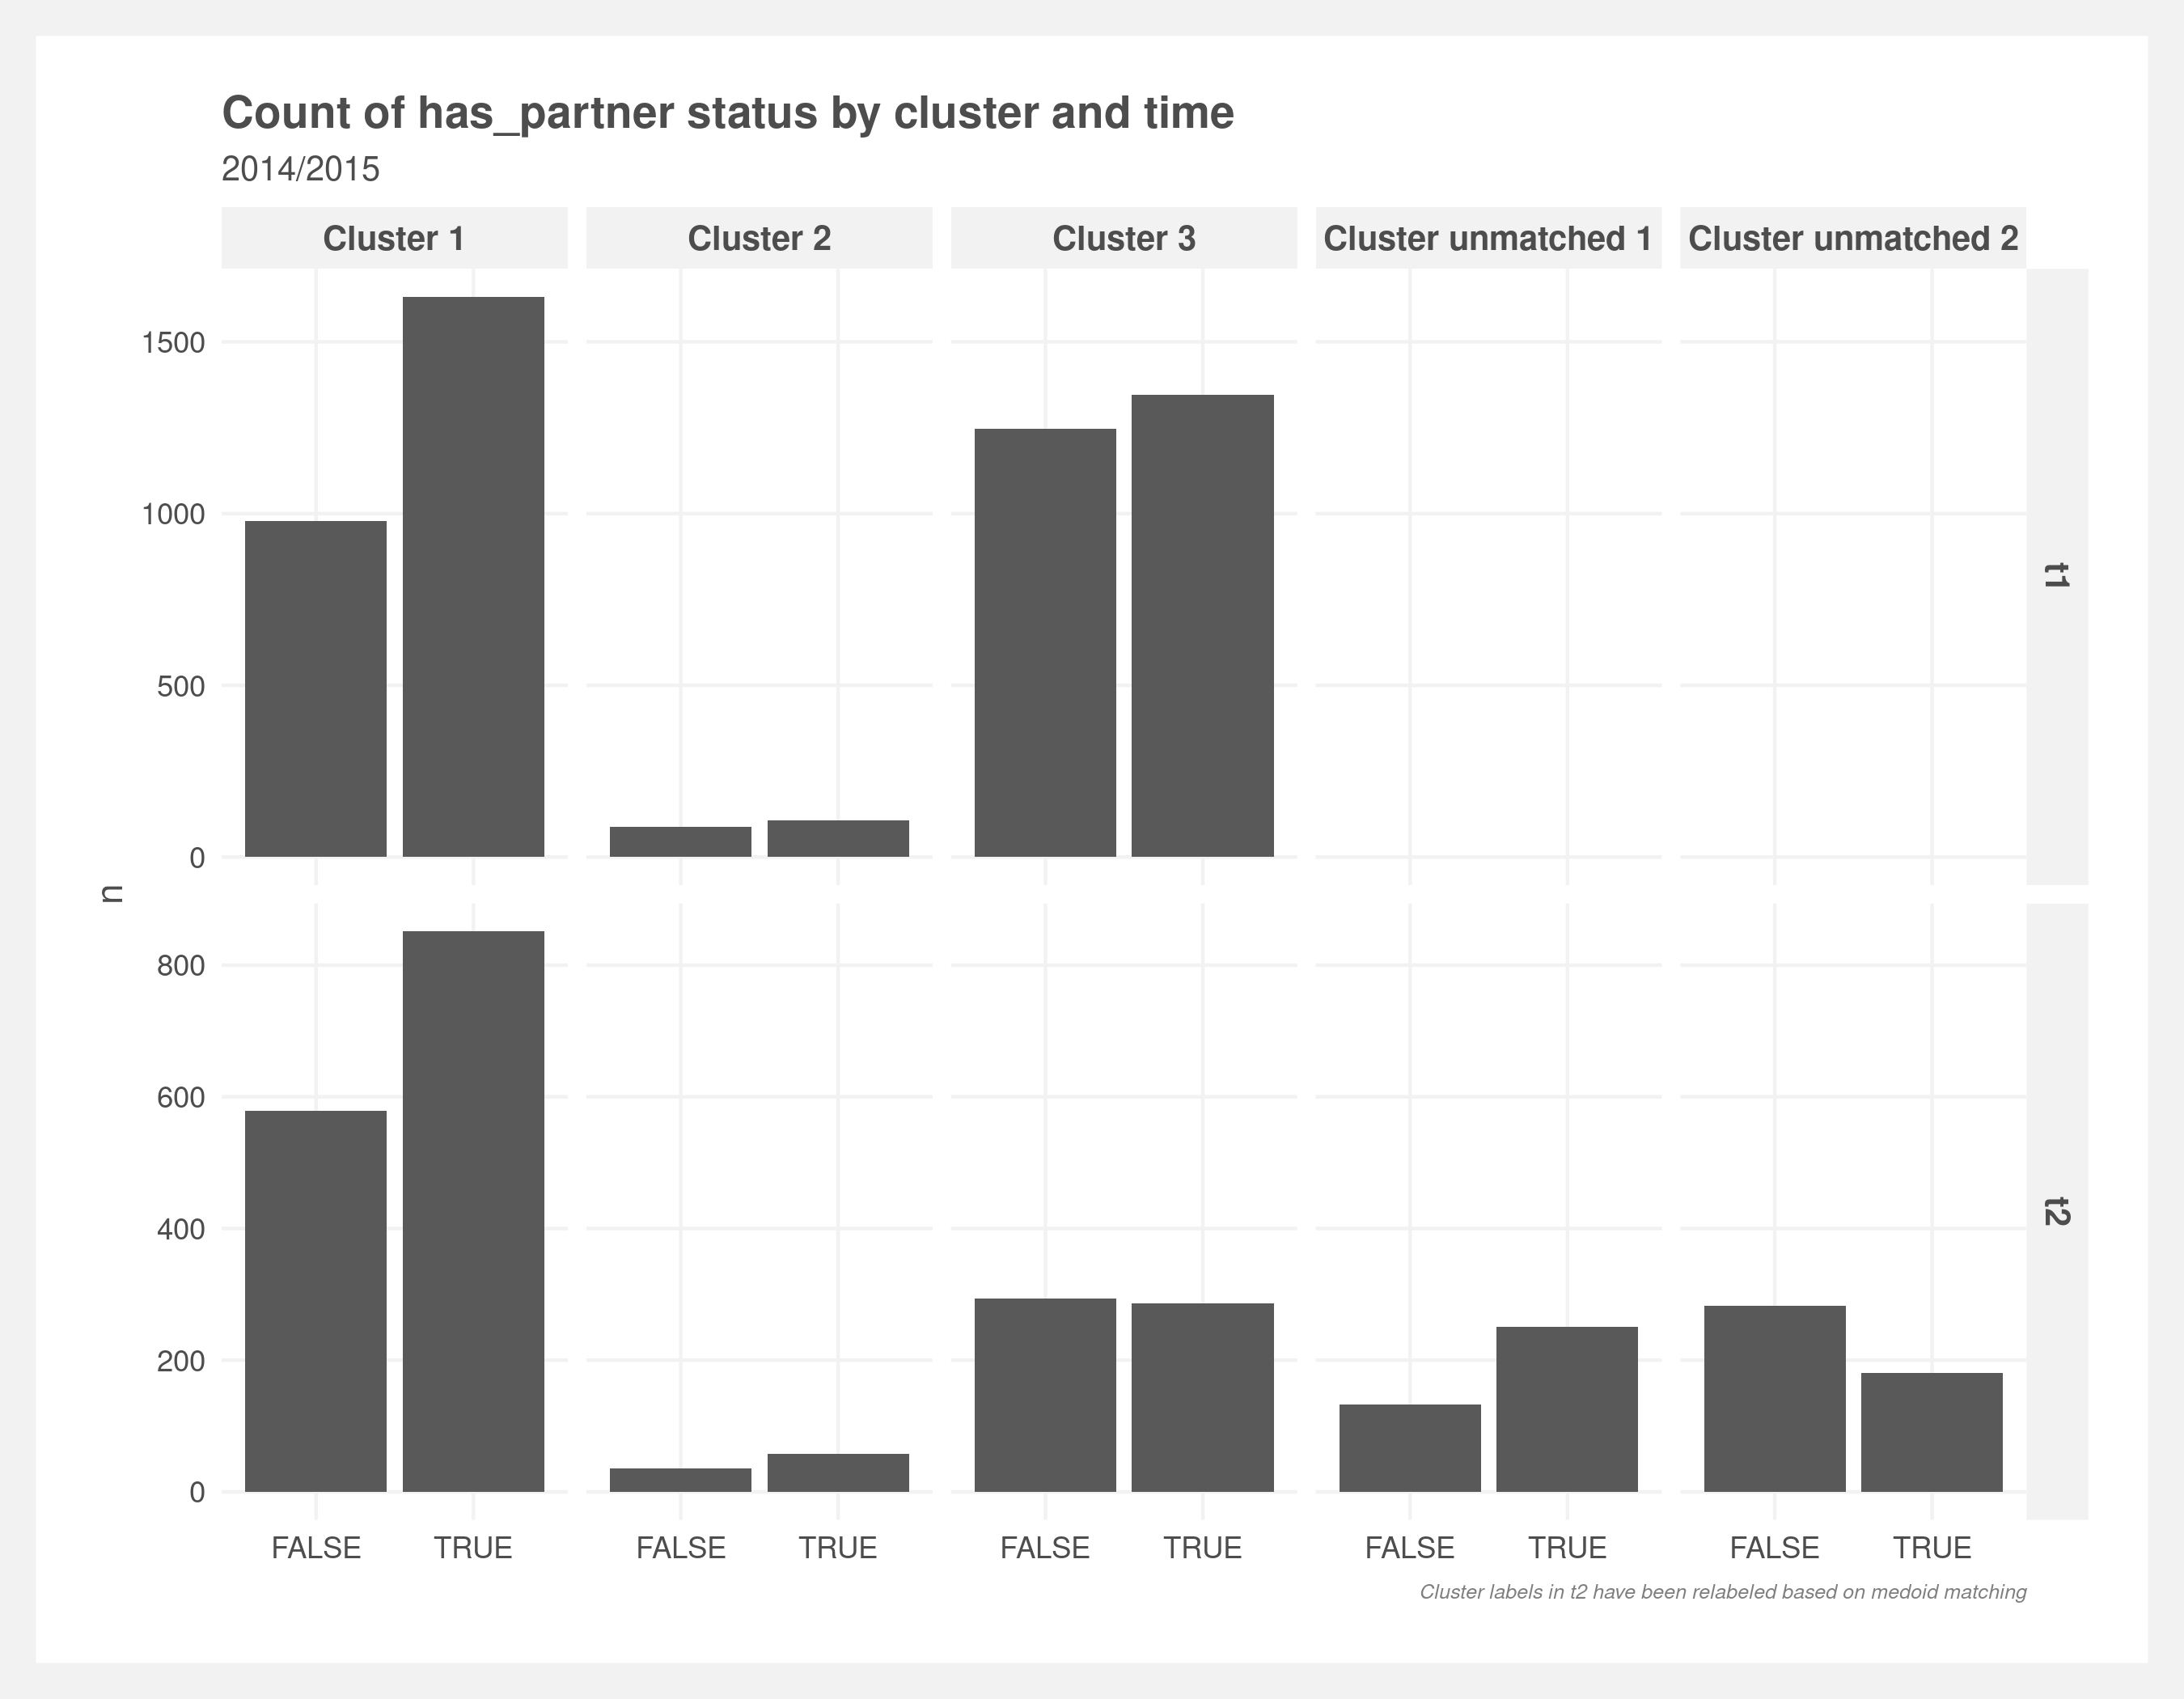 Count of has_partner status by cluster and time
2014/2015
Cluster 1
Cluster 2
Cluster 3
Cluster unmatched 1
Cluster unmatched 2
1500
1000
500
0
t1
n
800
600
400
200
0
t2
FALSE TRUE FALSE TRUE FALSE TRUE FALSE TRUE FALSE TRUE
Cluster labels in t2 have been relabeled based on medoid matching